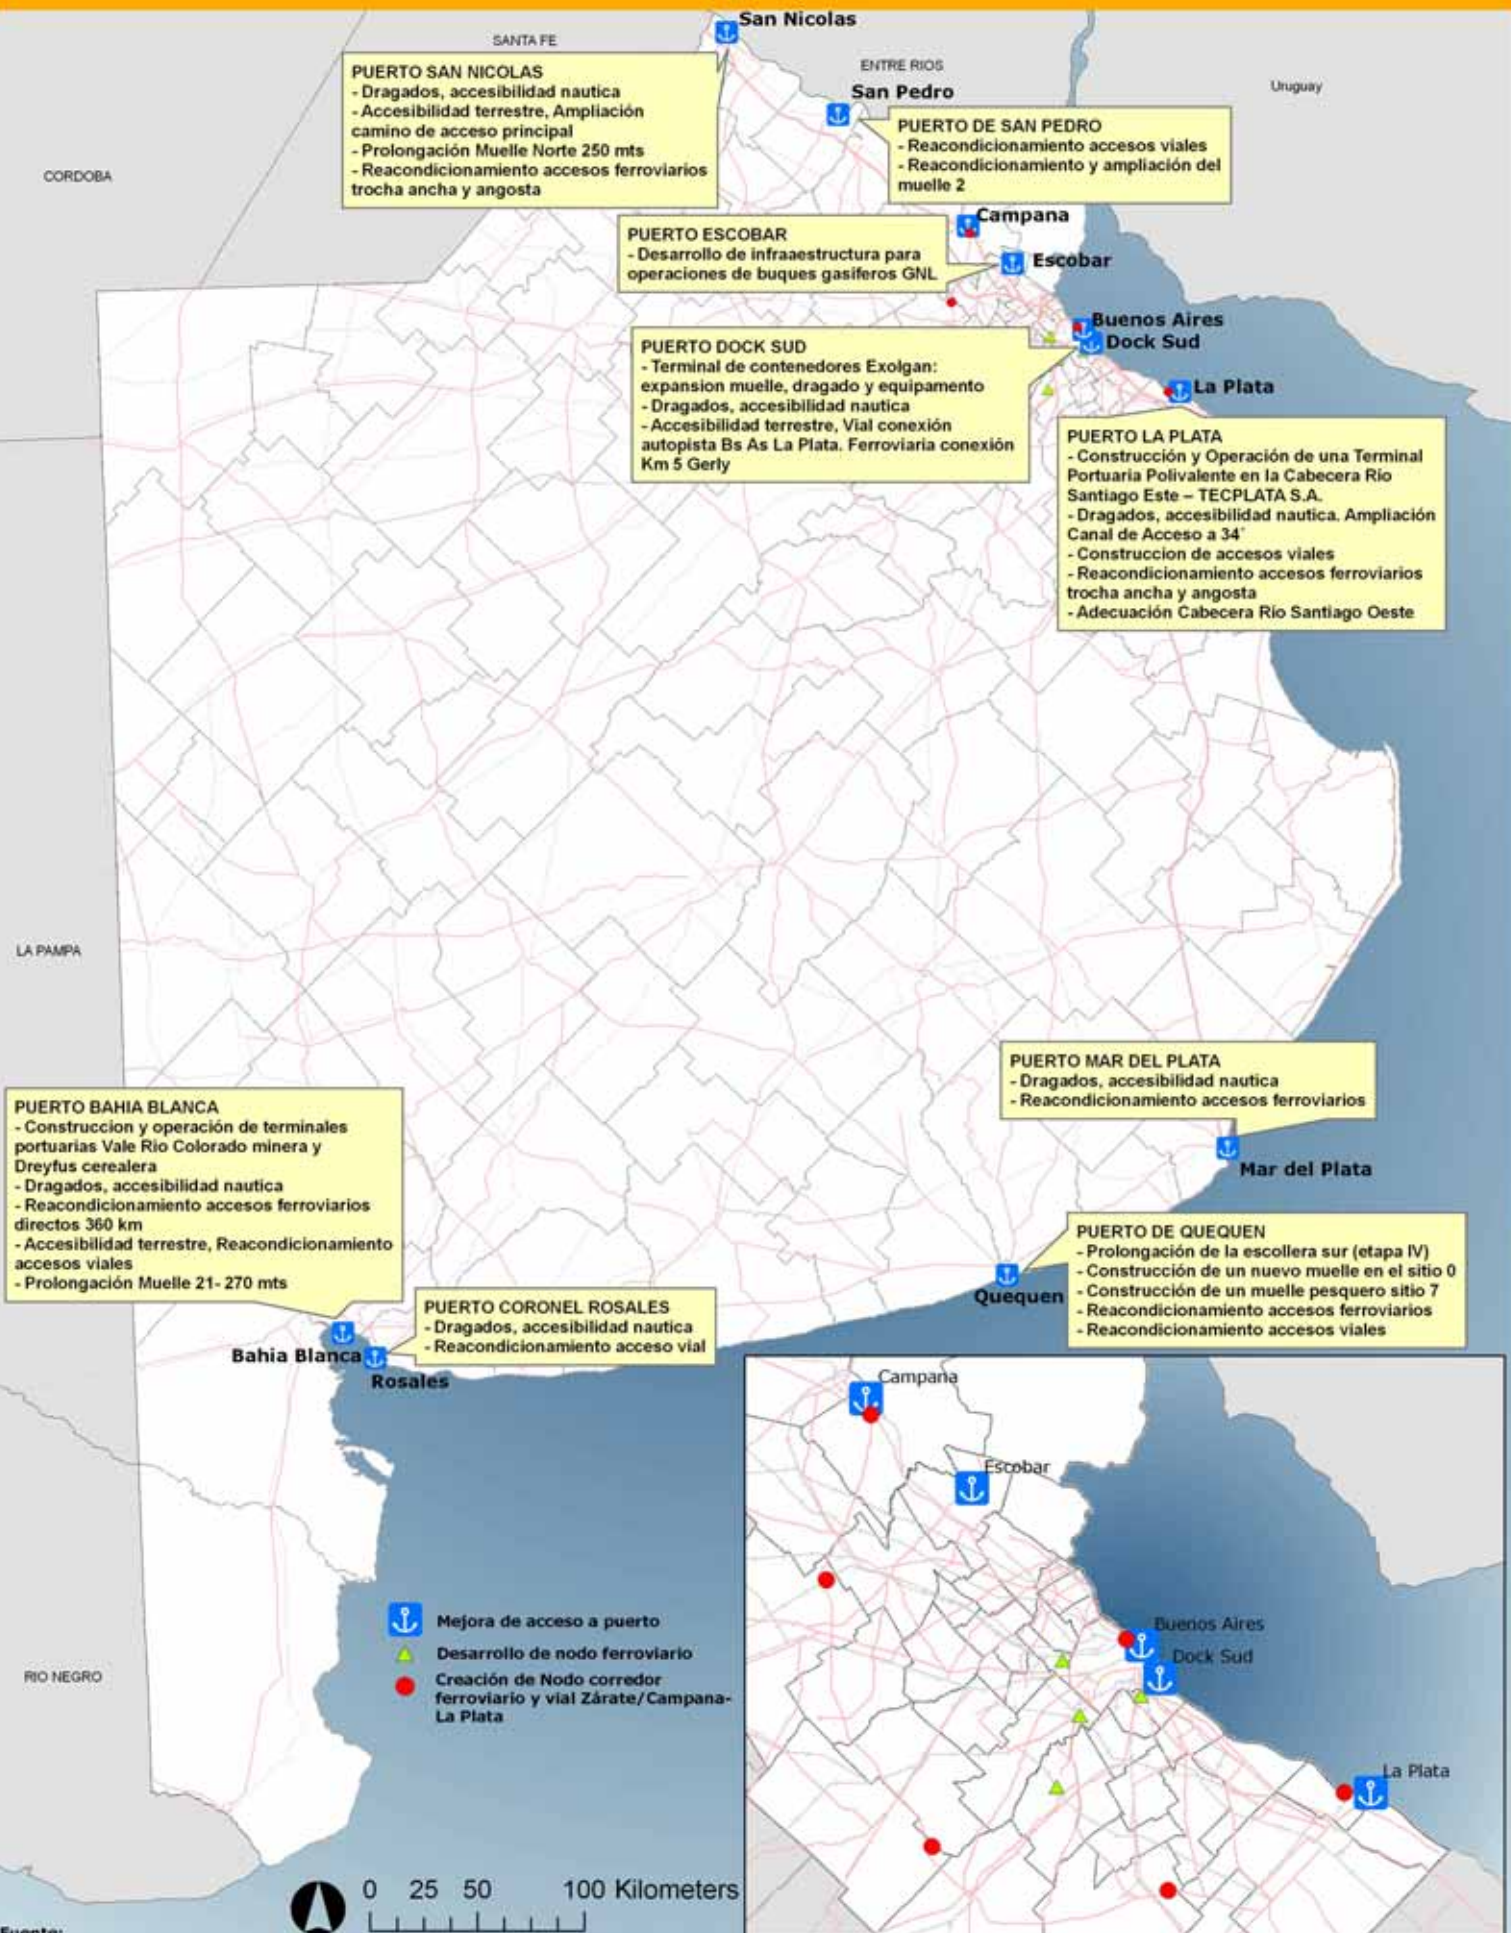 San Nicolas
SANTA FE
ENTRE RIOS
Uruguay
CORDOBA
PUERTO SAN NICOLAS
- Dragados, accesibilidad nautica
- Accesibilidad terrestre, Ampliación
camino de acceso principal
- Prolongación Muelle Norte 250 mts
- Reacondicionamiento accesos ferroviarios
trocha ancha y angosta
San Pedro
PUERTO DE SAN PEDRO
- Reacondicionamiento accesos viales
- Reacondicionamiento y ampliación del
muelle 2
Campana
PUERTO ESCOBAR
- Desarrollo de infraaestructura para
operaciones de buques gasíferos GNL
Escobar
Buenos Aires
Dock Sud
PUERTO DOCK SUD
- Terminal de contenedores Exolgan:
expansion muelle, dragado y equipamento
- Dragados, accesibilidad nautica
- Accesibilidad terrestre, Vial conexión
autopista Bs As La Plata. Ferroviaria conexión
Km 5 Gerly
La Plata
PUERTO LA PLATA
- Construcción y Operación de una Terminal
Portuaria Polivalente en la Cabecera Río
Santiago Este – TECPLATA S.A.
- Dragados, accesibilidad nautica. Ampliación
Canal de Acceso a 34´
- Construccion de accesos viales
- Reacondicionamiento accesos ferroviarios
trocha ancha y angosta
- Adecuación Cabecera Río Santiago Oeste
LA PAMPA
PUERTO MAR DEL PLATA
- Dragados, accesibilidad nautica
- Reacondicionamiento accesos ferroviarios
Mar del Plata
PUERTO BAHIA BLANCA
- Construccion y operación de terminales
portuarias Vale Rio Colorado minera y
Dreyfus cerealera
- Dragados, accesibilidad nautica
- Reacondicionamiento accesos ferroviarios
directos 360 km
- Accesibilidad terrestre, Reacondicionamiento
accesos viales
- Prolongación Muelle 21- 270 mts
PUERTO DE QUEQUEN
- Prolongación de la escollera sur (etapa IV)
- Construcción de un nuevo muelle en el sitio 0
- Construcción de un muelle pesquero sitio 7
- Reacondicionamiento accesos ferroviarios
- Reacondicionamiento accesos viales
Quequen
PUERTO CORONEL ROSALES
- Dragados, accesibilidad nautica
- Reacondicionamiento acceso vial
Bahia Blanca
Rosales
RIO NEGRO
Mejora de acceso a puerto
Desarrollo de nodo ferroviario
Creación de Nodo corredor
ferroviario y vial Zárate/Campana-
La Plata
Campana
Escobar
Buenos Aires
Dock Sud
La Plata
0 25 50 100 Kilometers
Fuente: